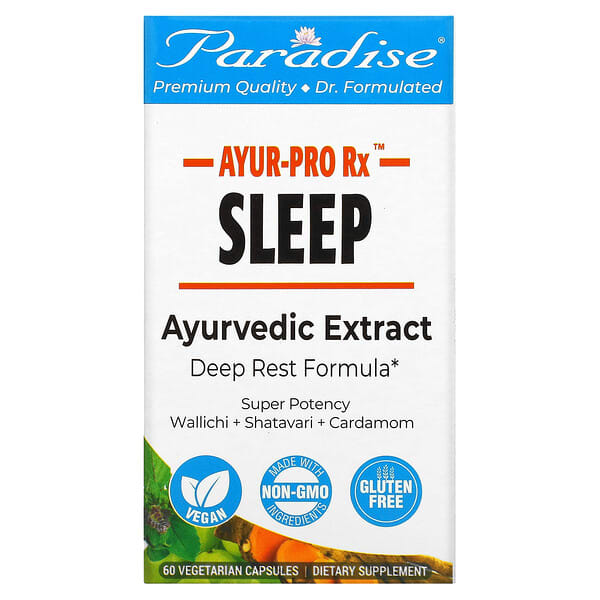 Paradise®
Premium Quality ◆ Dr. Formulated
AYUR-PRO Rx™
SLEEP
Ayurvedic Extract
Deep Rest Formula*
Super Potency
Wallichi + Shatavari + Cardamom
VEGAN
MADE WITH
NON-GMO
INGREDIENTS
GLUTEN
FREE
60 VEGETARIAN CAPSULES | DIETARY SUPPLEMENT